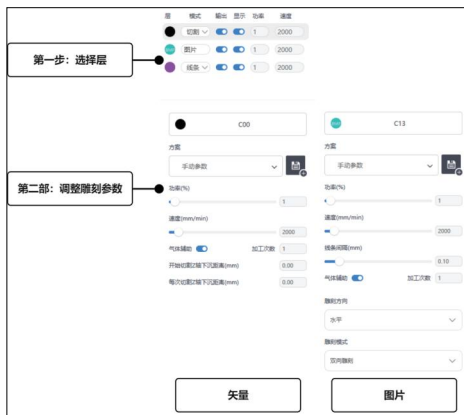 层 模式 输出 显示 功率 速度
切割 1 2000
图片 1 2000
线条 1 2000
第一步：选择层
C00
方案
手动参数
第二部：调整雕刻参数
功率(%)
1
速度(mm/min)
2000
气体辅助 加工次数 1
开始切割Z轴下沉距离(mm) 0.00
每次切割Z轴下沉距离(mm) 0.00
矢量
C13
方案
手动参数
功率(%)
1
速度(mm/min)
2000
线条间隔(mm)
0.10
气体辅助 加工次数 1
雕刻方向
水平
雕刻模式
双向雕刻
图片